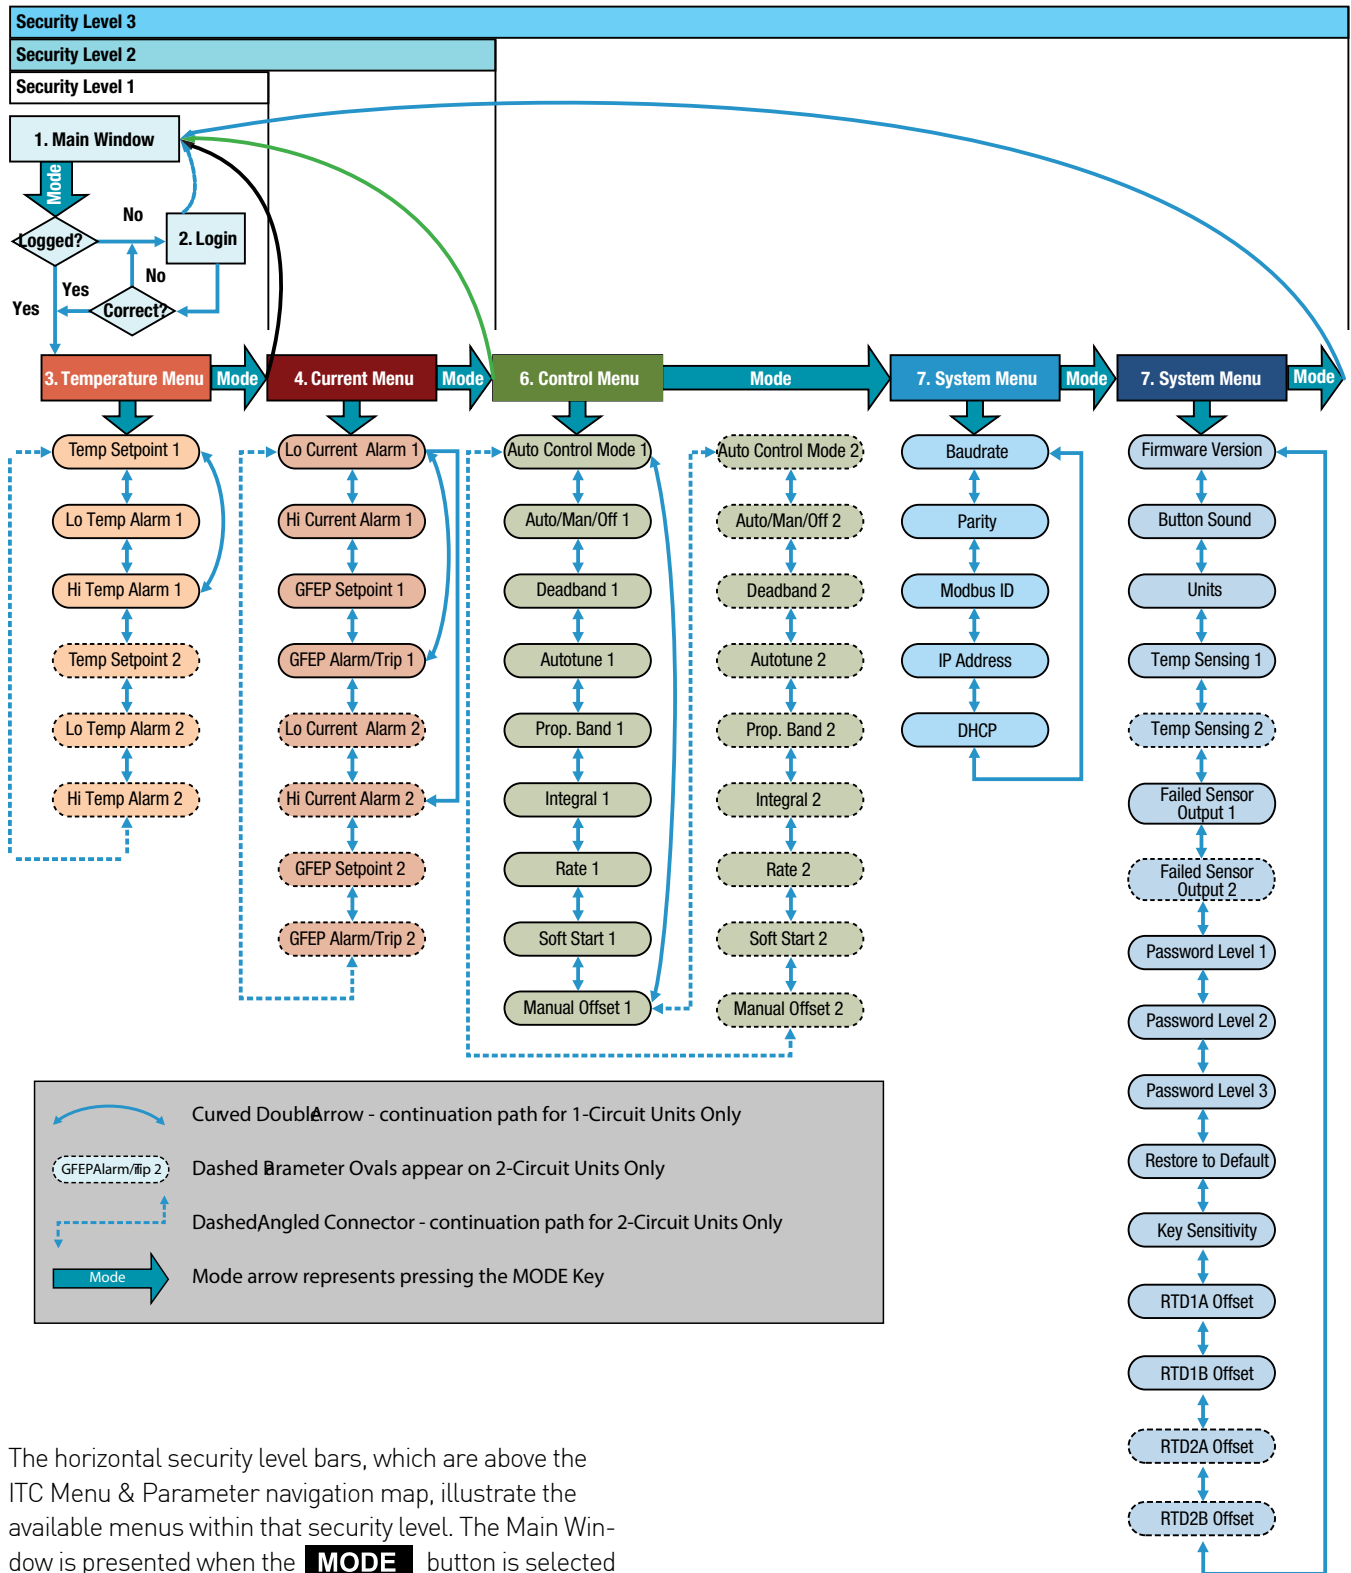 Security Level 3
Security Level 2
Security Level 1
1. Main Window
Mode
Logged?
No
2. Login
No
Yes
Yes
Correct?
3. Temperature Menu
Mode
4. Current Menu
Mode
6. Control Menu
Mode
7. System Menu
Mode
7. System Menu
Mode
Temp Setpoint 1
Lo Temp Alarm 1
Hi Temp Alarm 1
Temp Setpoint 2
Lo Temp Alarm 2
Hi Temp Alarm 2
Lo Current Alarm 1
Hi Current Alarm 1
GFEP Setpoint 1
GFEP Alarm/Trip 1
Lo Current Alarm 2
Hi Current Alarm 2
GFEP Setpoint 2
GFEP Alarm/Trip 2
Auto Control Mode 1
Auto/Man/Off 1
Deadband 1
Autotune 1
Prop. Band 1
Integral 1
Rate 1
Soft Start 1
Manual Offset 1
Auto Control Mode 2
Auto/Man/Off 2
Deadband 2
Autotune 2
Prop. Band 2
Integral 2
Rate 2
Soft Start 2
Manual Offset 2
Baudrate
Parity
Modbus ID
IP Address
DHCP
Firmware Version
Button Sound
Units
Temp Sensing 1
Temp Sensing 2
Failed Sensor
Output 1
Failed Sensor
Output 2
Password Level 1
Password Level 2
Password Level 3
Restore to Default
Key Sensitivity
RTD1A Offset
RTD1B Offset
RTD2A Offset
RTD2B Offset
Curved Double Arrow - continuation path for 1-Circuit Units Only
GFEP Alarm/Trip 2
Dashed Parameter Ovals appear on 2-Circuit Units Only
Dashed, Angled Connector - continuation path for 2-Circuit Units Only
Mode
Mode arrow represents pressing the MODE Key
The horizontal security level bars, which are above the
ITC Menu & Parameter navigation map, illustrate the
available menus within that security level. The Main Win-
dow is presented when the MODE button is selected